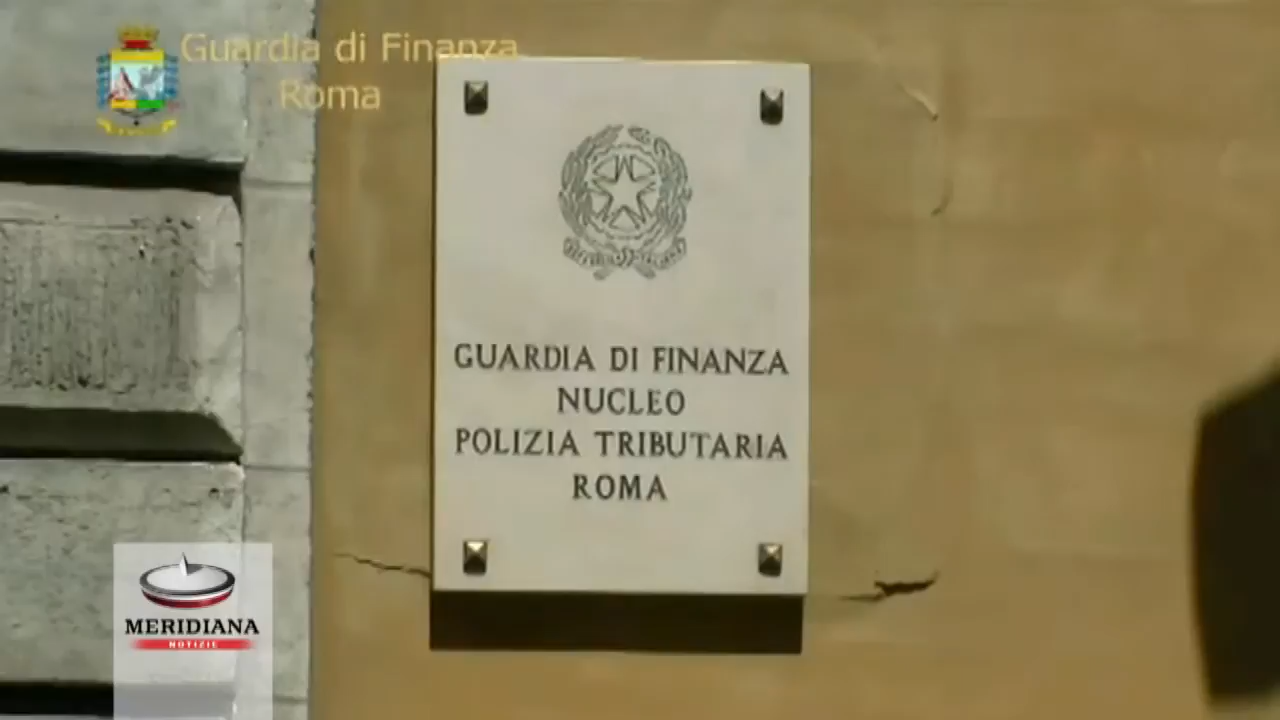 Guardia di Finanza
Roma
GUARDIA DI FINANZA
NUCLEO
POLIZIA TRIBUTARIA
ROMA
MERIDIANA
NOTIZIE